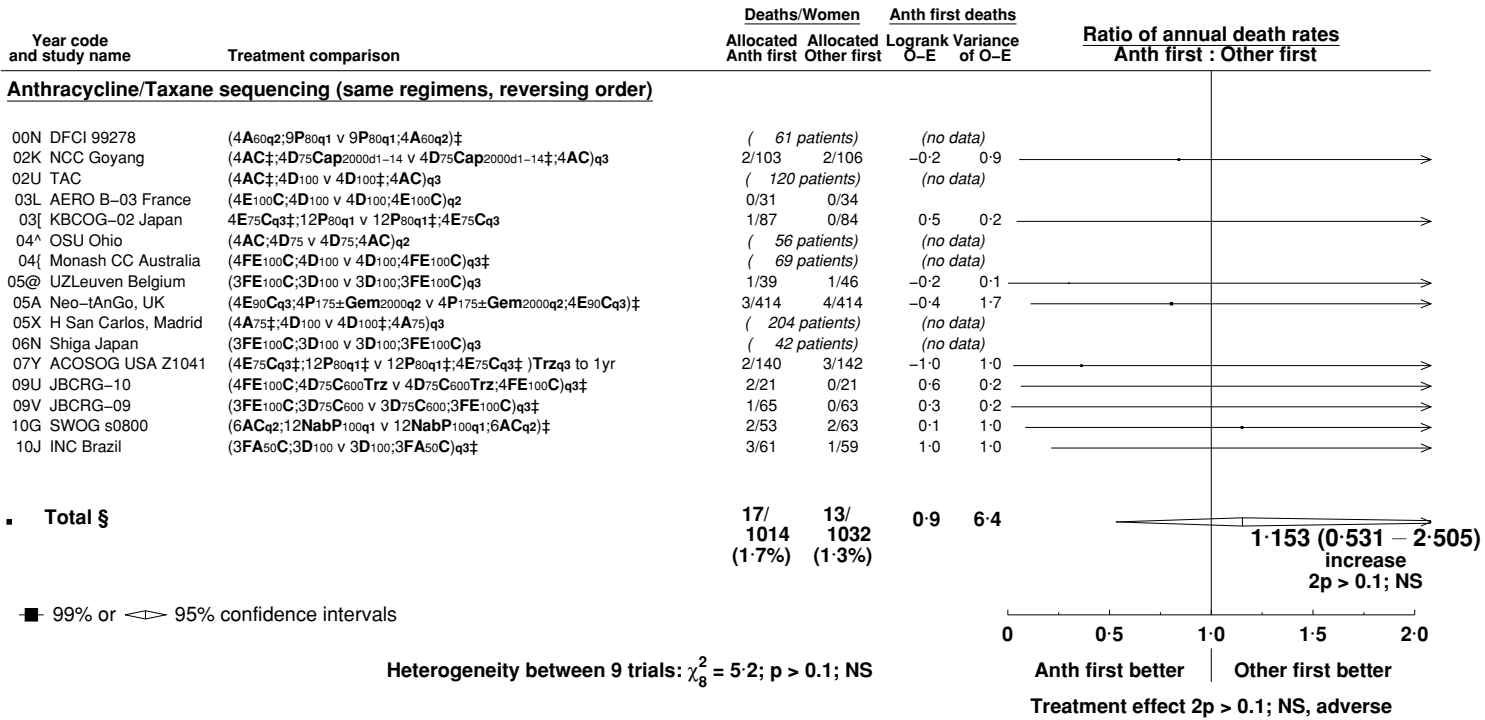 Deaths/Women Anth first deaths
Year code and study name Treatment comparison Allocated Anth first Allocated Other first Logrank O–E Variance of O–E Ratio of annual death rates Anth first : Other first
Anthracycline/Taxane sequencing (same regimens, reversing order)
00N DFCI 99278 (4A60q2;9P80q1 v 9P80q1;4A60q2)‡ ( 61 patients) (no data)
02K NCC Goyang (4AC‡;4D75Cap2000d1–14 v 4D75Cap2000d1–14‡;4AC)q3 2/103 2/106 –0·2 0·9
02U TAC (4AC‡;4D100 v 4D100‡;4AC)q3 ( 120 patients) (no data)
03L AERO B–03 France (4E100C;4D100 v 4D100;4E100C)q2 0/31 0/34
03[ KBCOG–02 Japan 4E75Cq3‡;12P80q1 v 12P80q1‡;4E75Cq3 1/87 0/84 0·5 0·2
04^ OSU Ohio (4AC;4D75 v 4D75;4AC)q2 ( 56 patients) (no data)
04{ Monash CC Australia (4FE100C;4D100 v 4D100;4FE100C)q3‡ ( 69 patients) (no data)
05@ UZLeuven Belgium (3FE100C;3D100 v 3D100;3FE100C)q3 1/39 1/46 –0·2 0·1
05A Neo–tAnGo, UK (4E90Cq3;4P175±Gem2000q2 v 4P175±Gem2000q2;4E90Cq3)‡ 3/414 4/414 –0·4 1·7
05X H San Carlos, Madrid (4A75‡;4D100 v 4D100‡;4A75)q3 ( 204 patients) (no data)
06N Shiga Japan (3FE100C;3D100 v 3D100;3FE100C)q3 ( 42 patients) (no data)
07Y ACOSOG USA Z1041 (4E75Cq3‡;12P80q1‡ v 12P80q1‡;4E75Cq3‡ )Trzq3 to 1yr 2/140 3/142 –1·0 1·0
09U JBCRG–10 (4FE100C;4D75C600Trz v 4D75C600Trz;4FE100C)q3‡ 2/21 0/21 0·6 0·2
09V JBCRG–09 (3FE100C;3D75C600 v 3D75C600;3FE100C)q3‡ 1/65 0/63 0·3 0·2
10G SWOG s0800 (6ACq2;12NabP100q1 v 12NabP100q1;6ACq2)‡ 2/53 2/63 0·1 1·0
10J INC Brazil (3FA50C;3D100 v 3D100;3FA50C)q3‡ 3/61 1/59 1·0 1·0
Total § 17/ 1014 (1·7%) 13/ 1032 (1·3%) 0·9 6·4
1·153 (0·531 – 2·505)
increase
2p > 0.1; NS
99% or 95% confidence intervals
0 0·5 1·0 1·5 2·0
Heterogeneity between 9 trials: χ²₈ = 5·2; p > 0.1; NS
Anth first better Other first better
Treatment effect 2p > 0.1; NS, adverse